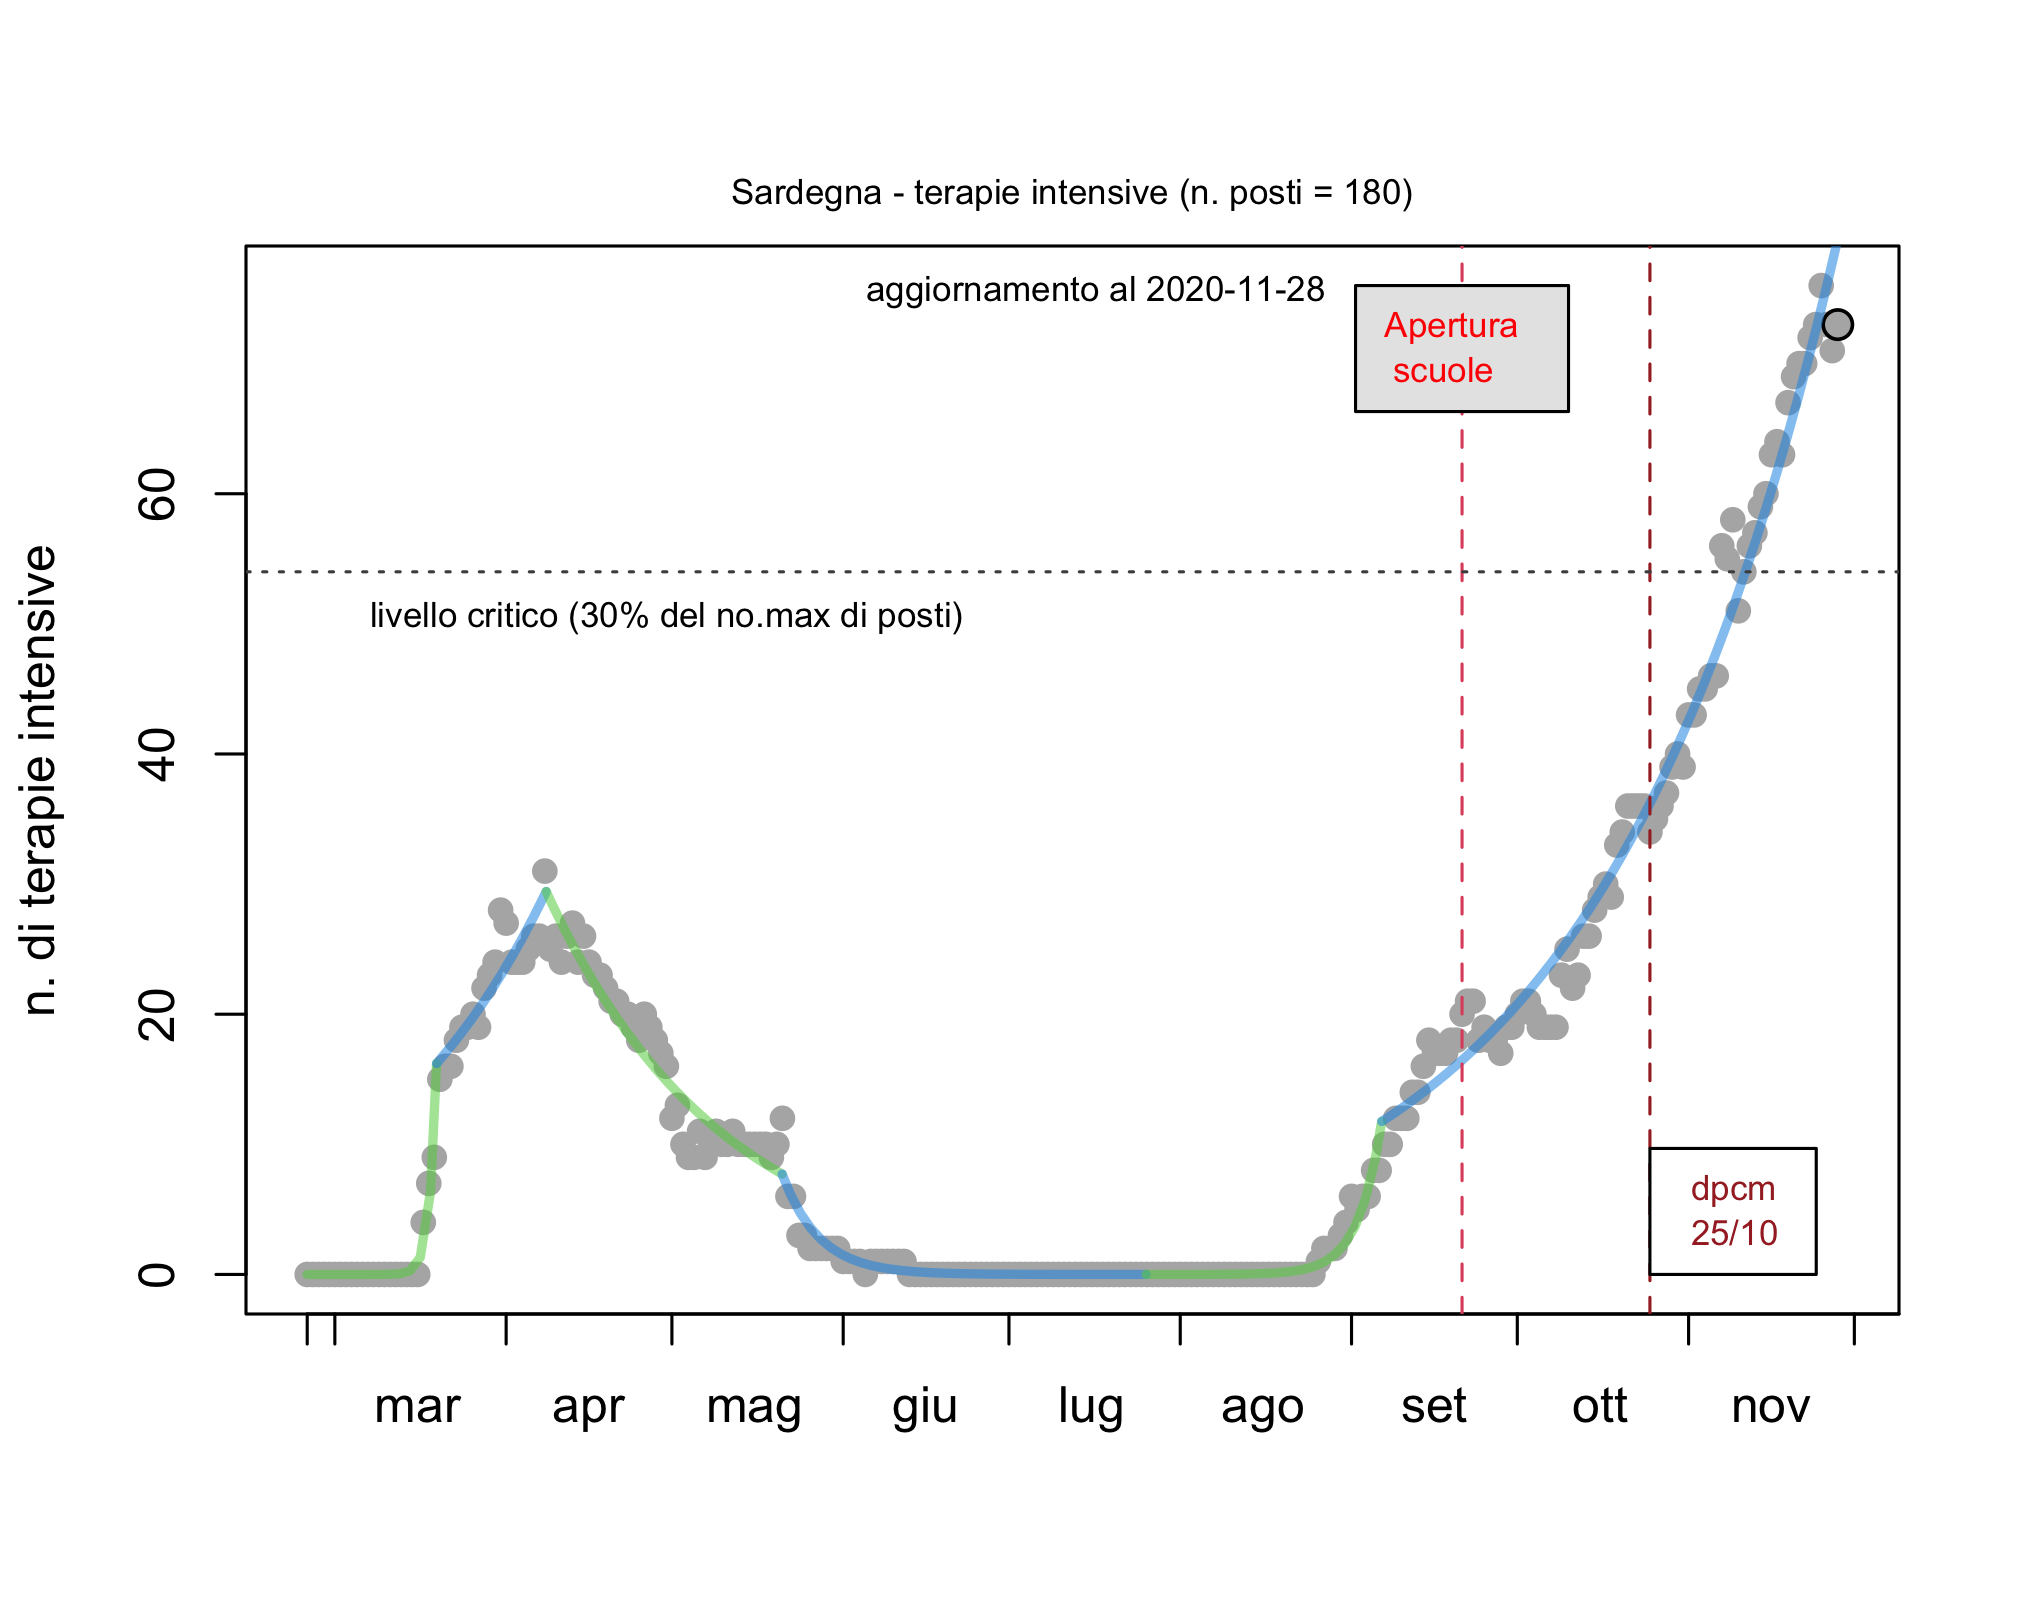 Sardegna - terapie intensive (n. posti = 180)
aggiornamento al 2020-11-28
Apertura
scuole
60
livello critico (30% del no.max di posti)
40
n. di terapie intensive
20
dpcm
25/10
0
mar apr mag giu lug ago set ott nov